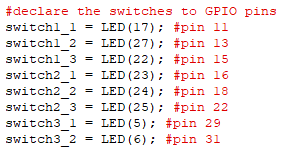 #declare the switches to GPIO pins
switch1_1 = LED(17); #pin 11
switch1_2 = LED(27); #pin 13
switch1_3 = LED(22); #pin 15
switch2_1 = LED(23); #pin 16
switch2_2 = LED(24); #pin 18
switch2_3 = LED(25); #pin 22
switch3_1 = LED(5); #pin 29
switch3_2 = LED(6); #pin 31